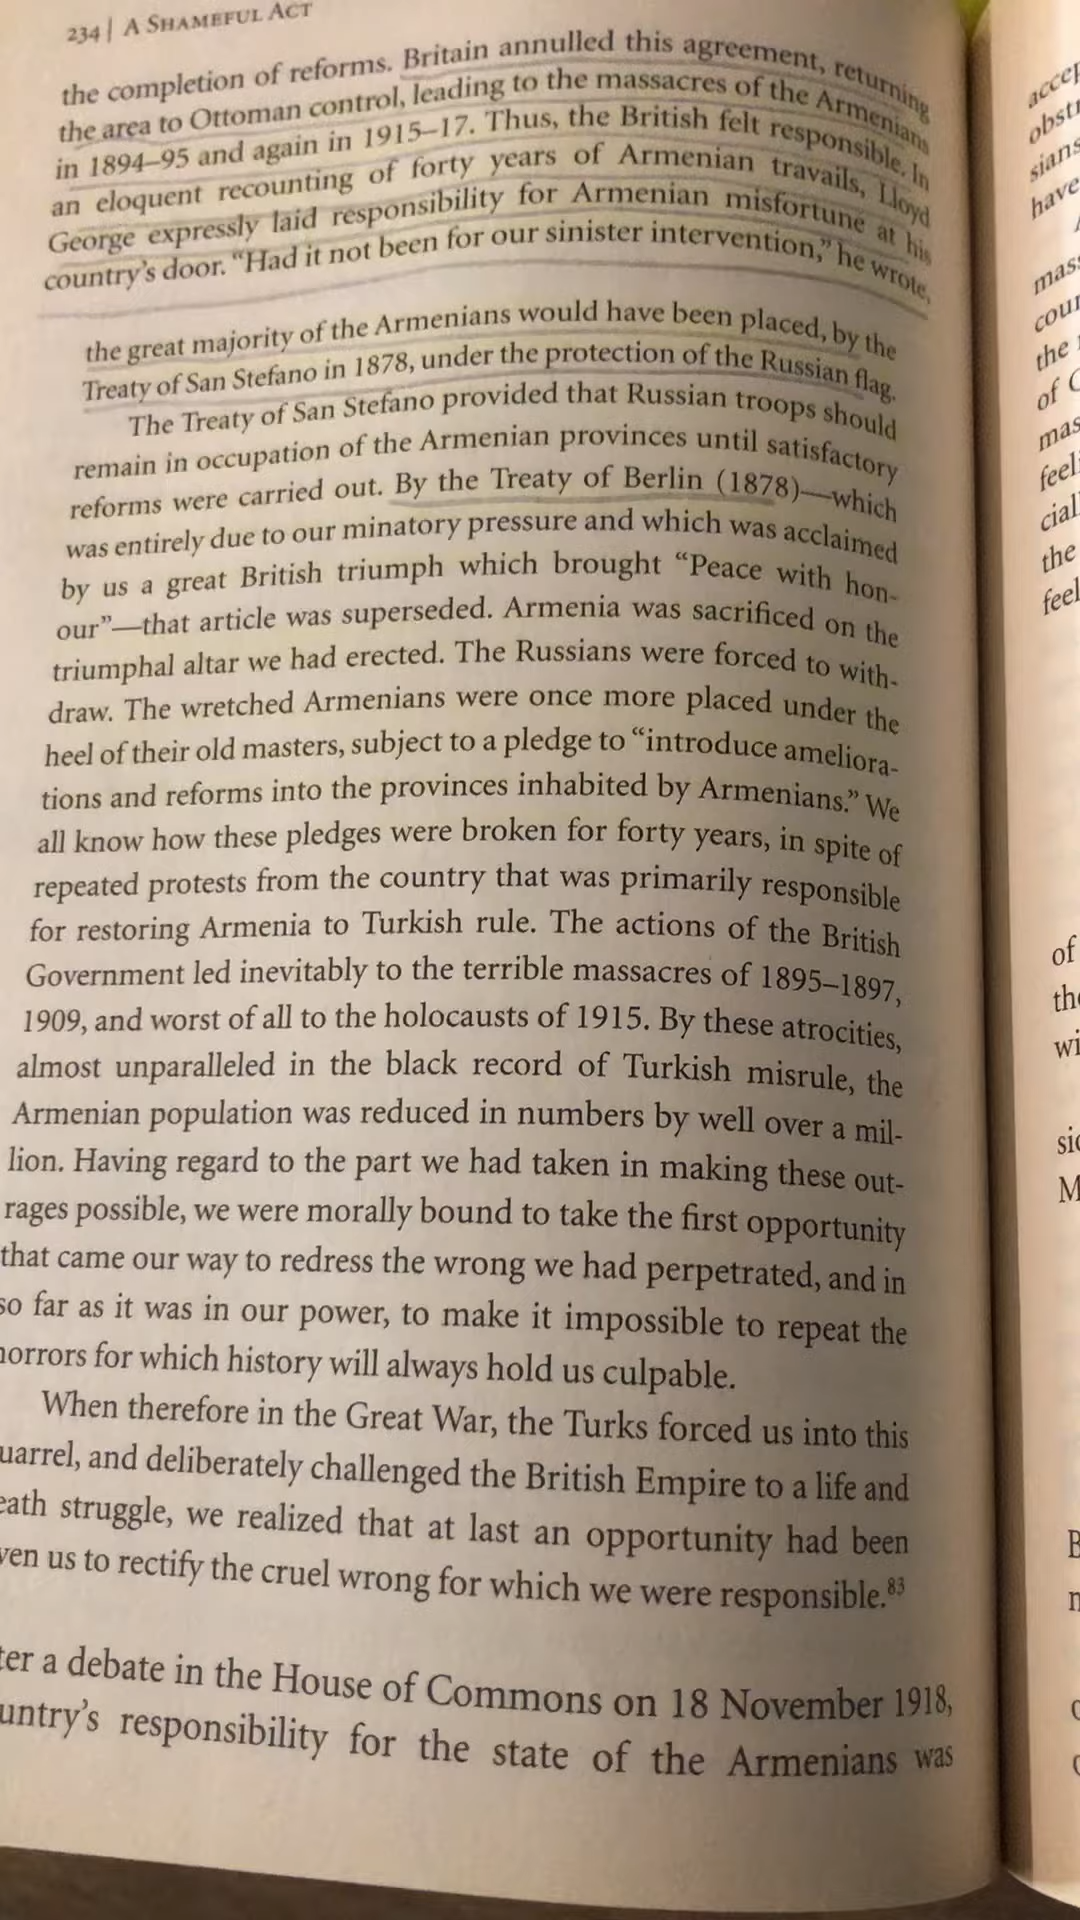 234 | A SHAMEFUL ACT
the completion of reforms. Britain annulled this agreement, returning
the area to Ottoman control, leading to the massacres of the Armenians
in 1894–95 and again in 1915–17. Thus, the British felt responsible. In
an eloquent recounting of forty years of Armenian travails, Lloyd
George expressly laid responsibility for Armenian misfortune at his
country's door. "Had it not been for our sinister intervention," he wrote,
the great majority of the Armenians would have been placed, by the
Treaty of San Stefano in 1878, under the protection of the Russian flag.
The Treaty of San Stefano provided that Russian troops should
remain in occupation of the Armenian provinces until satisfactory
reforms were carried out. By the Treaty of Berlin (1878)—which
was entirely due to our minatory pressure and which was acclaimed
by us a great British triumph which brought "Peace with hon-
our"—that article was superseded. Armenia was sacrificed on the
triumphal altar we had erected. The Russians were forced to with-
draw. The wretched Armenians were once more placed under the
heel of their old masters, subject to a pledge to "introduce ameliora-
tions and reforms into the provinces inhabited by Armenians." We
all know how these pledges were broken for forty years, in spite of
repeated protests from the country that was primarily responsible
for restoring Armenia to Turkish rule. The actions of the British
Government led inevitably to the terrible massacres of 1895–1897,
1909, and worst of all to the holocausts of 1915. By these atrocities,
almost unparalleled in the black record of Turkish misrule, the
Armenian population was reduced in numbers by well over a mil-
lion. Having regard to the part we had taken in making these out-
rages possible, we were morally bound to take the first opportunity
that came our way to redress the wrong we had perpetrated, and in
so far as it was in our power, to make it impossible to repeat the
horrors for which history will always hold us culpable.
When therefore in the Great War, the Turks forced us into this
uarrel, and deliberately challenged the British Empire to a life and
eath struggle, we realized that at last an opportunity had been
ven us to rectify the cruel wrong for which we were responsible.83
ter a debate in the House of Commons on 18 November 1918,
untry's responsibility for the state of the Armenians was